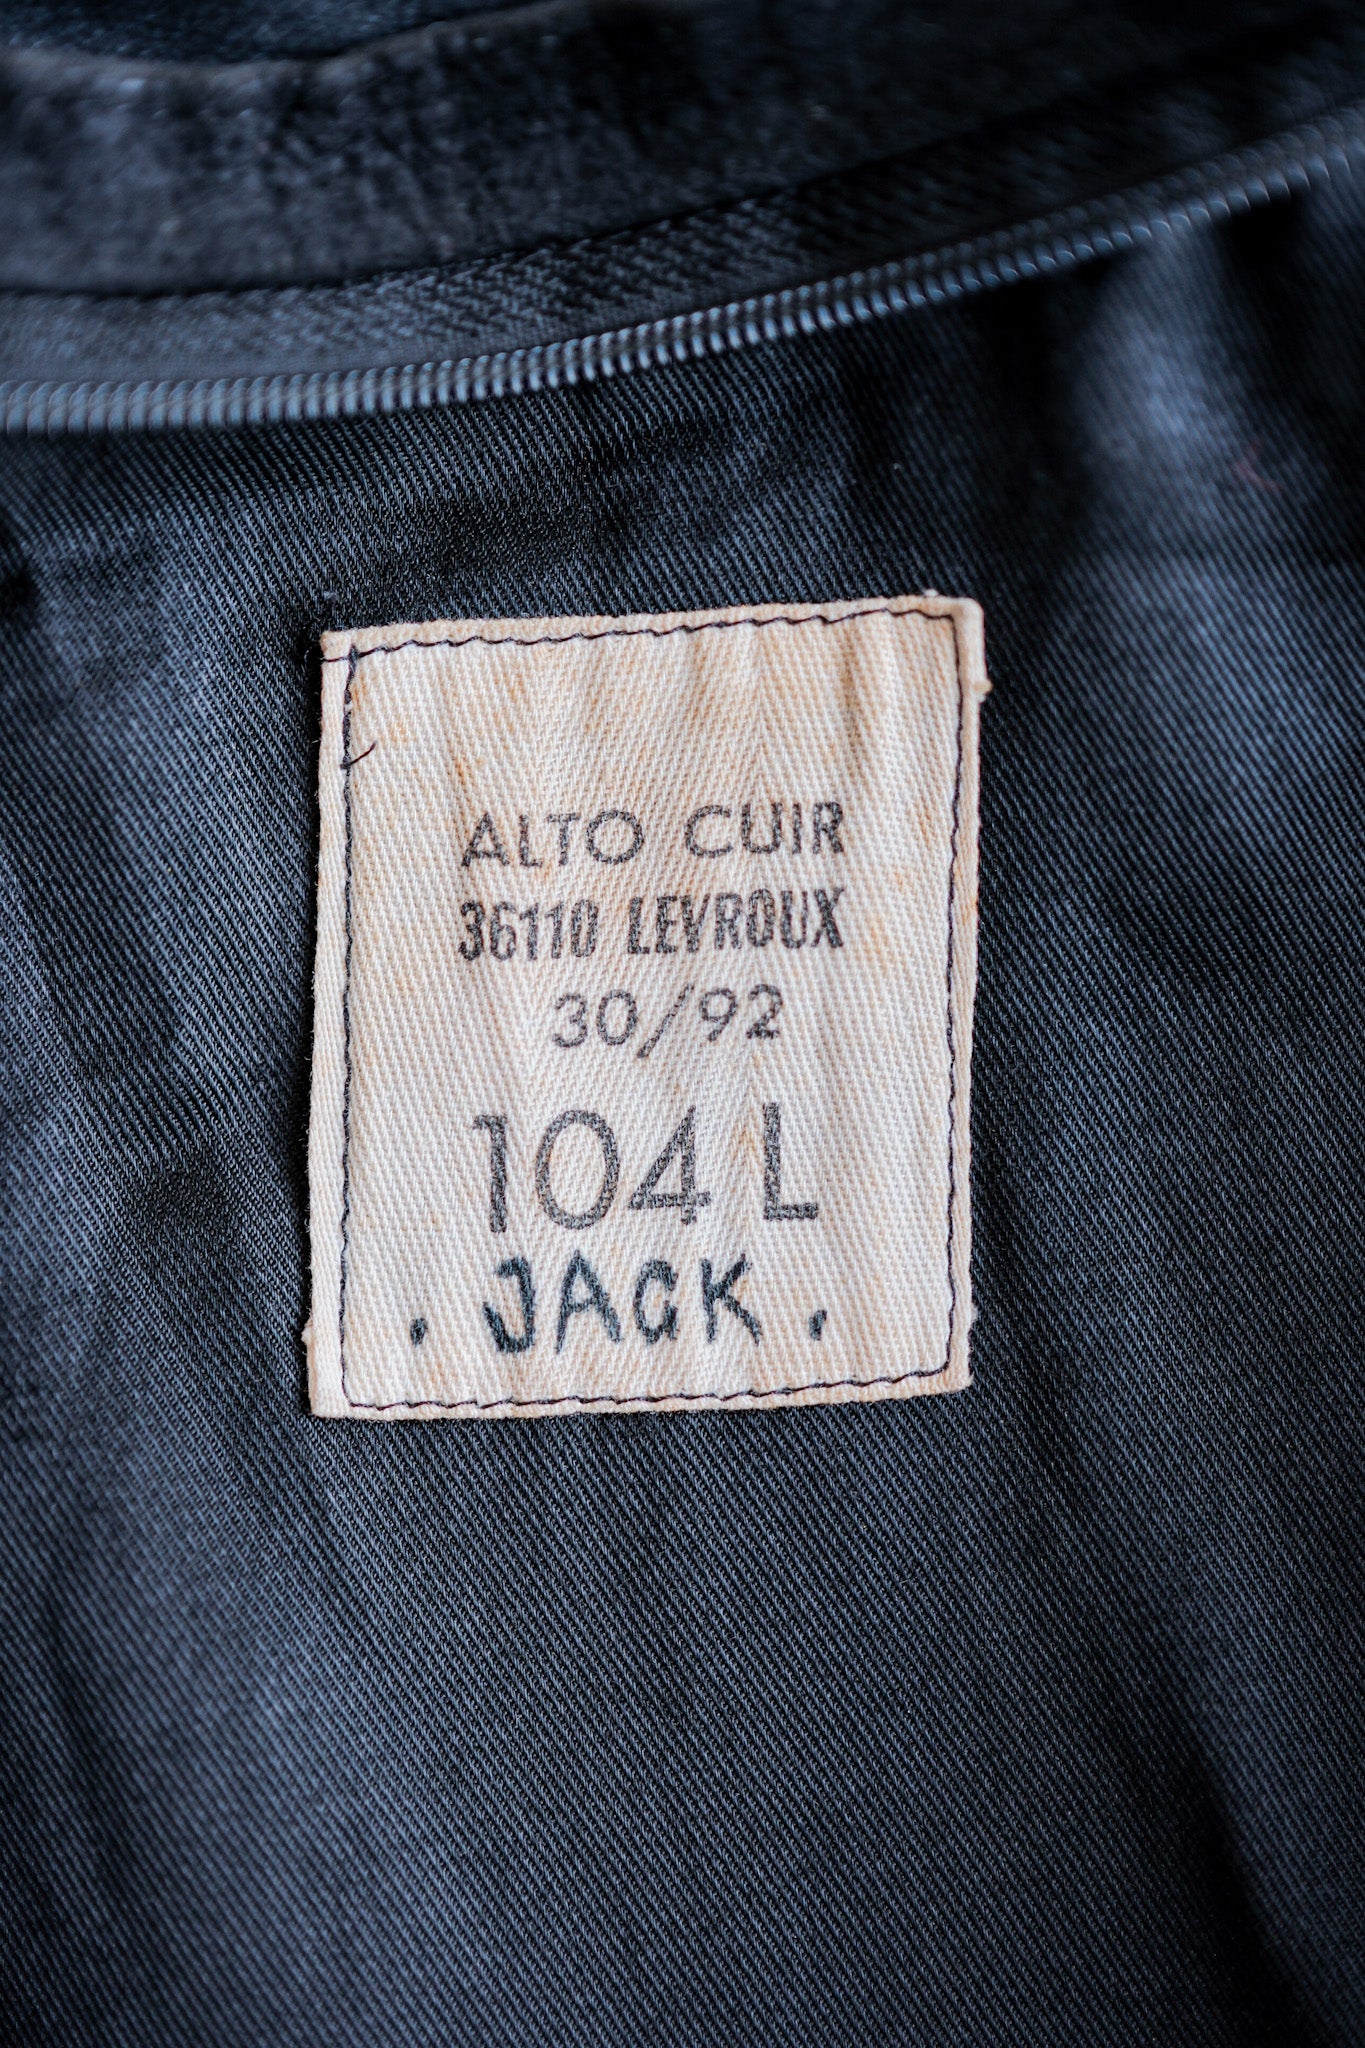 ALTO CUIR
36110 LEVROUX
30/92
104 L
. JACK .